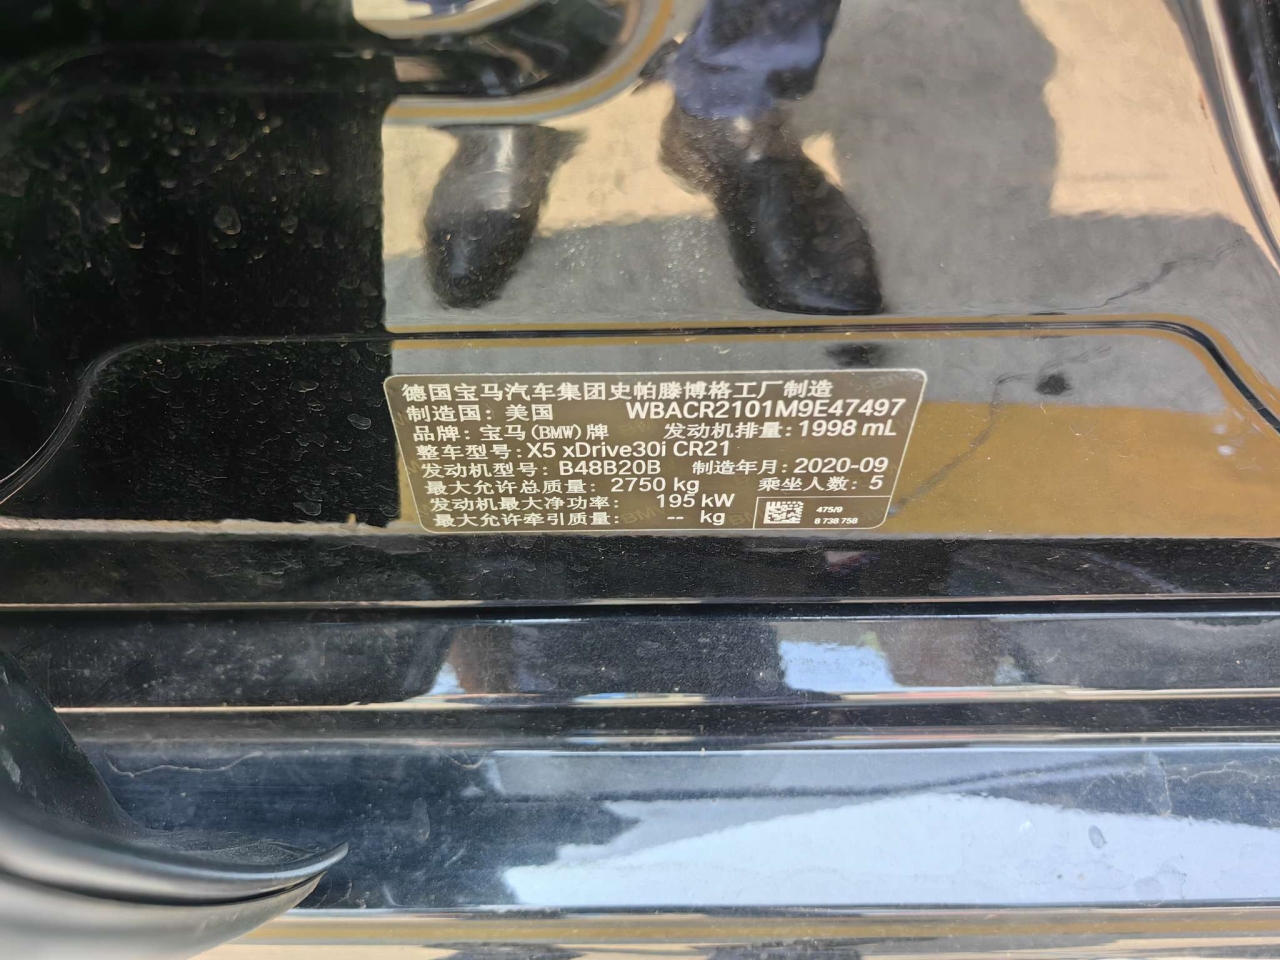 德国宝马汽车集团史帕滕博格工厂制造
制造国: 美国 WBACR2101M9E47497
品牌: 宝马(BMW)牌 发动机排量: 1998 mL
整车型号: X5 xDrive30i CR21
发动机型号: B48B20B 制造年月: 2020-09
最大允许总质量: 2750 kg 乘坐人数: 5
发动机最大净功率: 195 kW
最大允许牵引质量: -- kg
475/9
8 738 758